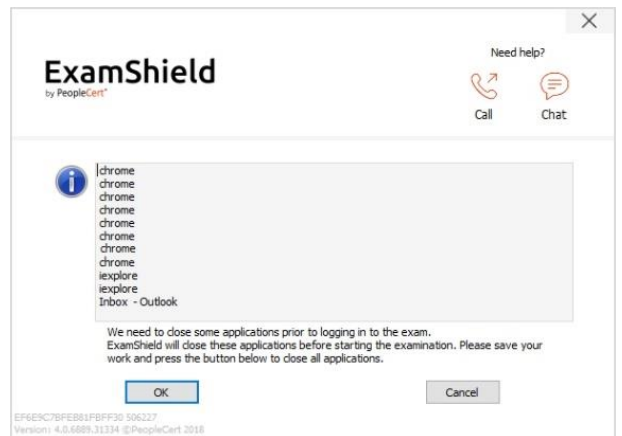 Need help?
ExamShield
by PeopleCert
Call
Chat
chrome
chrome
chrome
chrome
chrome
chrome
chrome
chrome
iexplore
iexplore
Inbox - Outlook
We need to close some applications prior to logging in to the exam.
ExamShield will close these applications before starting the examination. Please save your
work and press the button below to close all applications.
OK
Cancel
EF6E9C7BFEB81FBFF30 506227
Version: 4.0.6889.31334 ©PeopleCert 2018